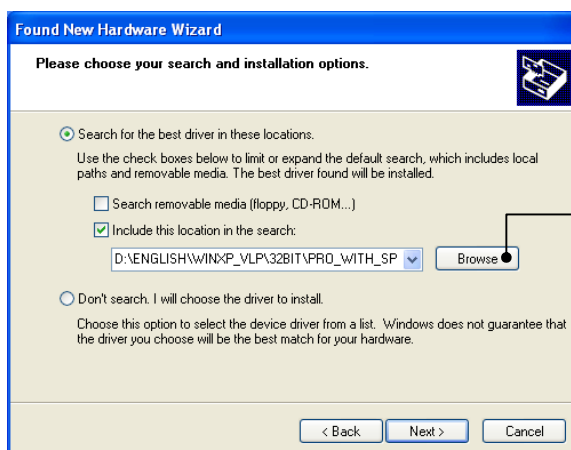 Found New Hardware Wizard
Please choose your search and installation options.
Search for the best driver in these locations.
Use the check boxes below to limit or expand the default search, which includes local
paths and removable media. The best driver found will be installed.
Search removable media (floppy, CD-ROM...)
Include this location in the search:
D:\ENGLISH\WINXP_VLP\32BIT\PRO_WITH_SP
Browse
Don't search. I will choose the driver to install.
Choose this option to select the device driver from a list. Windows does not guarantee that
the driver you choose will be the best match for your hardware.
< Back
Next >
Cancel